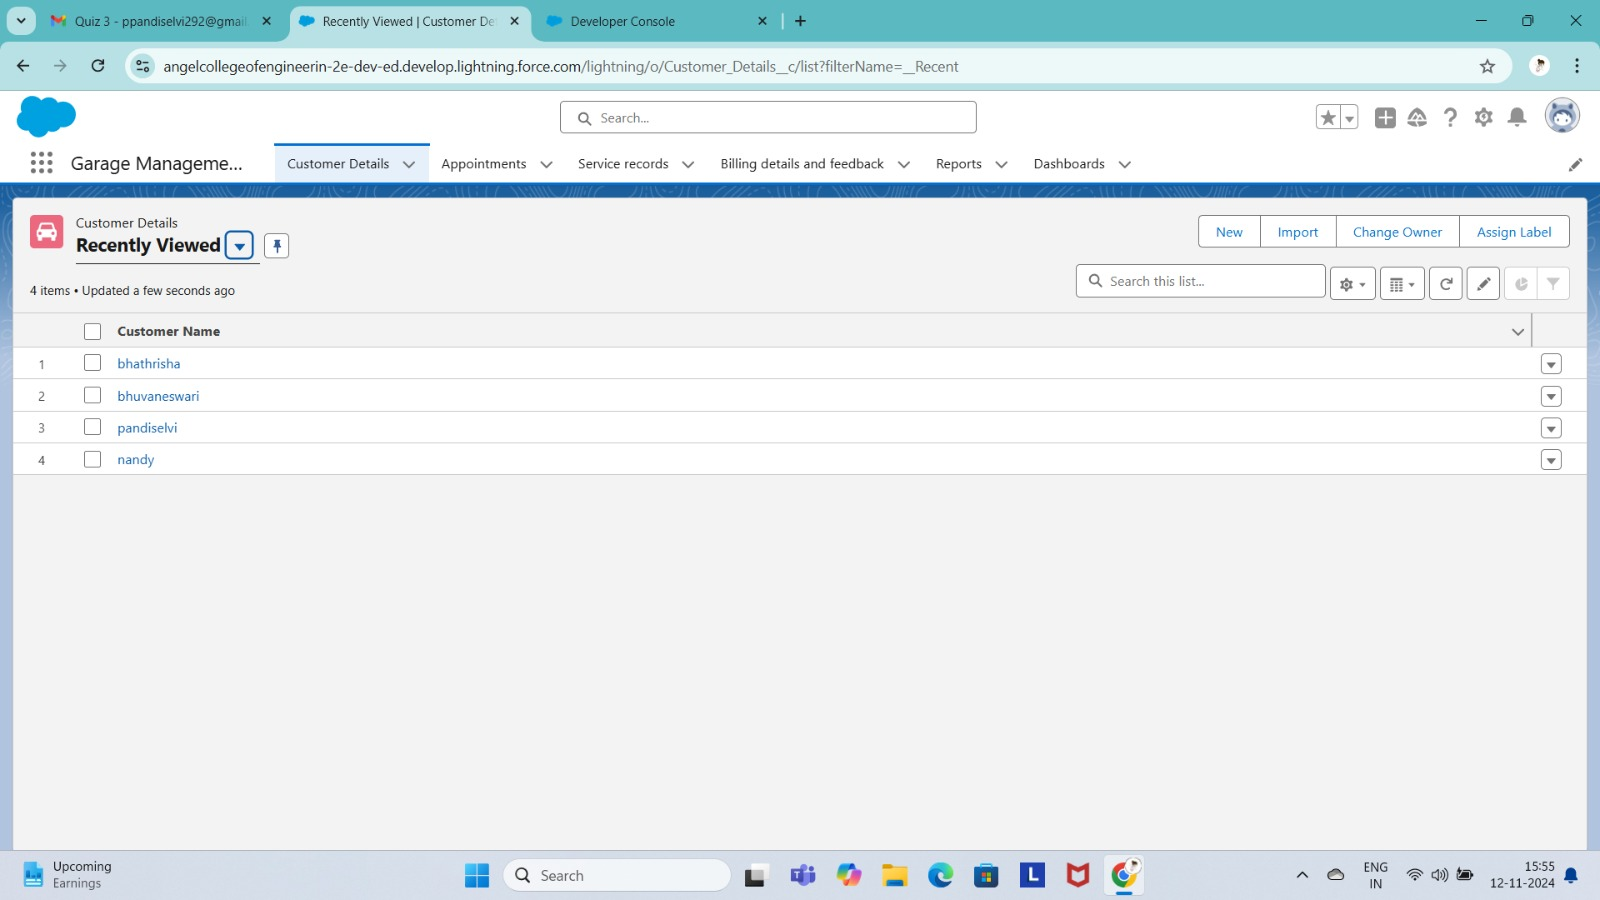 Quiz 3 - ppandiselvi292@gmail
Recently Viewed | Customer De
Developer Console
angelcollegeofengineerin-2e-dev-ed.develop.lightning.force.com/lightning/o/Customer_Details__c/list?filterName=__Recent
Search...
Garage Manageme...
Customer Details
Appointments
Service records
Billing details and feedback
Reports
Dashboards
Customer Details
Recently Viewed
New
Import
Change Owner
Assign Label
4 items • Updated a few seconds ago
Search this list...
Customer Name
1 bhathrisha
2 bhuvaneswari
3 pandiselvi
4 nandy
Upcoming
Earnings
Search
L
ENG
IN
15:55
12-11-2024